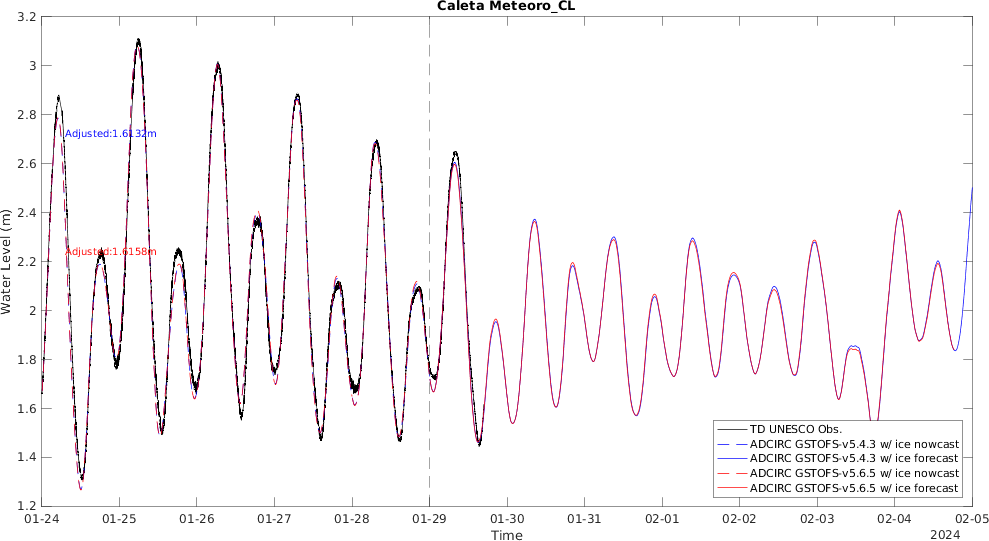 Caleta Meteoro_CL
3.2
3
2.8
2.6
2.4
2.2
2
1.8
1.6
1.4
1.2
Water Level (m)
Adjusted:1.6132m
Adjusted:1.6158m
TD UNESCO Obs.
ADCIRC GSTOFS-v5.4.3 w/ ice nowcast
ADCIRC GSTOFS-v5.4.3 w/ ice forecast
ADCIRC GSTOFS-v5.6.5 w/ ice nowcast
ADCIRC GSTOFS-v5.6.5 w/ ice forecast
01-24 01-25 01-26 01-27 01-28 01-29 01-30 01-31 02-01 02-02 02-03 02-04 02-05
Time
2024